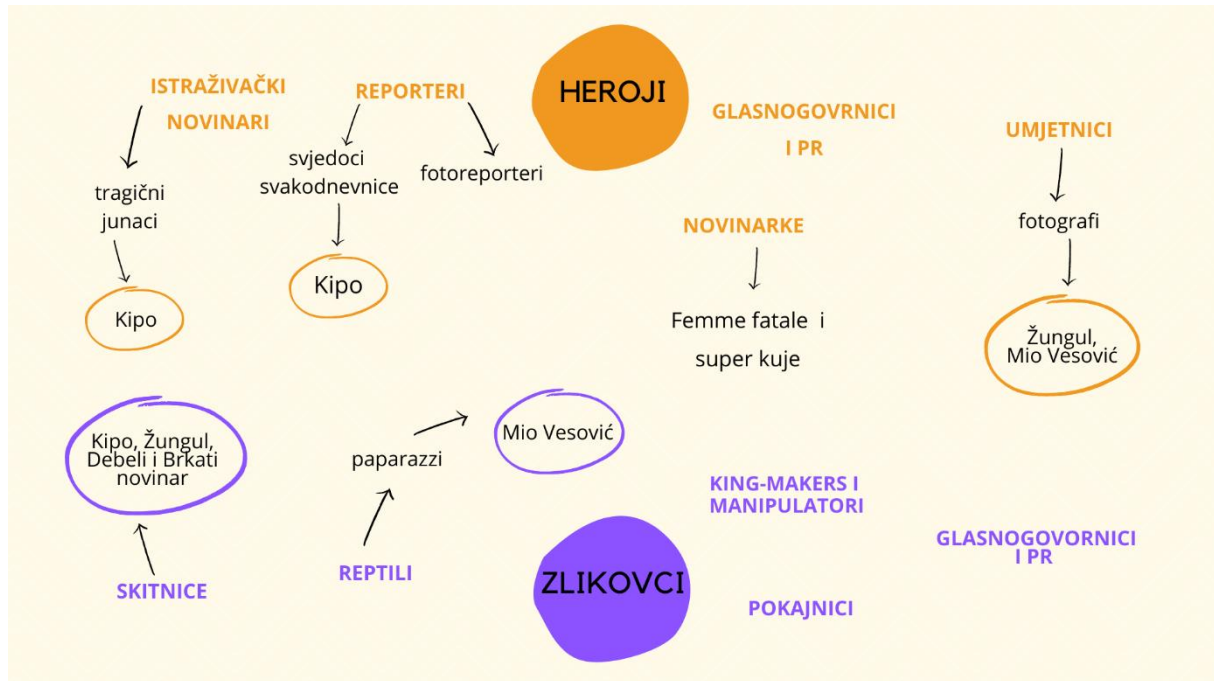 HEROJI
ISTRAŽIVAČKI
NOVINARI
tragični
junaci
Kipo
REPORTERI
svjedoci
svakodnevnice
Kipo
fotoreporteri
GLASNOGOVRNICI
I PR
NOVINARKE
Femme fatale i
super kuje
UMJETNICI
fotografi
Žungul,
Mio Vesović
Kipo, Žungul,
Debeli i Brkati
novinar
SKITNICE
Mio Vesović
paparazzi
REPTILI
ZLIKOVCI
KING-MAKERS I
MANIPULATORI
GLASNOGOVORNICI
I PR
POKAJNICI